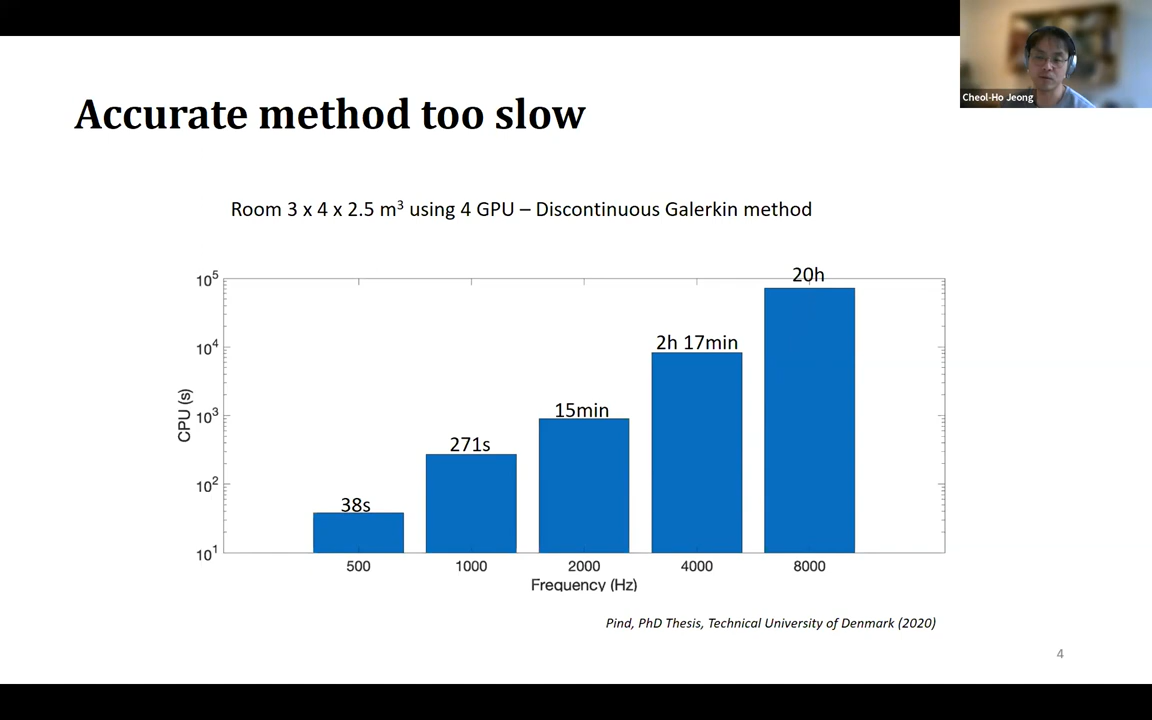 Cheol-Ho Jeong
Accurate method too slow
Room 3 x 4 x 2.5 m³ using 4 GPU – Discontinuous Galerkin method
20h
10⁵
2h 17min
10⁴
15min
CPU (s)
10³
271s
10²
38s
10¹
500 1000 2000 4000 8000
Frequency (Hz)
Pind, PhD Thesis, Technical University of Denmark (2020)
4